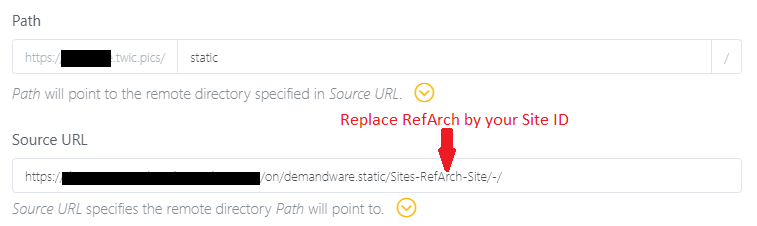 Path
https:/ .twic.pics/ static /
Path will point to the remote directory specified in Source URL.
Replace RefArch by your Site ID
Source URL
https:/ /on/demandware.static/Sites-RefArch-Site/-/
Source URL specifies the remote directory Path will point to.